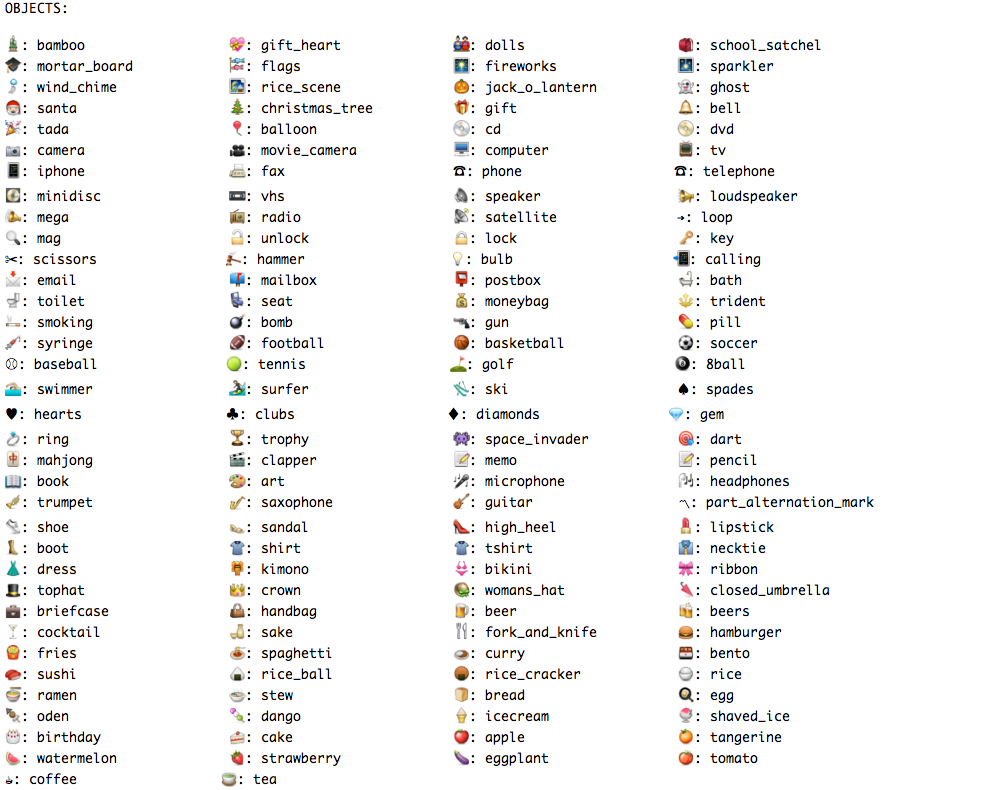 OBJECTS:
: bamboo : gift_heart : dolls : school_satchel
: mortar_board : flags : fireworks : sparkler
: wind_chime : rice_scene : jack_o_lantern : ghost
: santa : christmas_tree : gift : bell
: tada : balloon : cd : dvd
: camera : movie_camera : computer : tv
: iphone : fax : phone : telephone
: minidisc : vhs : speaker : loudspeaker
: mega : radio : satellite : loop
: mag : unlock : lock : key
: scissors : hammer : bulb : calling
: email : mailbox : postbox : bath
: toilet : seat : moneybag : trident
: smoking : bomb : gun : pill
: syringe : football : basketball : soccer
: baseball : tennis : golf : 8ball
: swimmer : surfer : ski : spades
: hearts : clubs : diamonds : gem
: ring : trophy : space_invader : dart
: mahjong : clapper : memo : pencil
: book : art : microphone : headphones
: trumpet : saxophone : guitar : part_alternation_mark
: shoe : sandal : high_heel : lipstick
: boot : shirt : tshirt : necktie
: dress : kimono : bikini : ribbon
: tophat : crown : womans_hat : closed_umbrella
: briefcase : handbag : beer : beers
: cocktail : sake : fork_and_knife : hamburger
: fries : spaghetti : curry : bento
: sushi : rice_ball : rice_cracker : rice
: ramen : stew : bread : egg
: oden : dango : icecream : shaved_ice
: birthday : cake : apple : tangerine
: watermelon : strawberry : eggplant : tomato
: coffee : tea